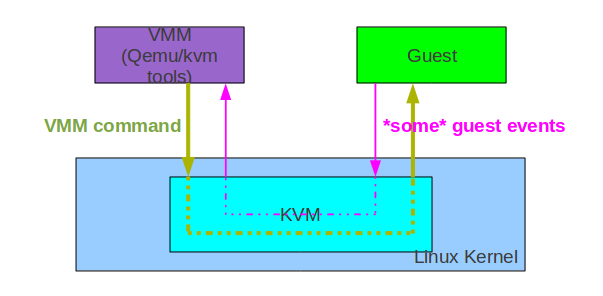 VMM
(Qemu/kvm
tools)
Guest
VMM command
*some* guest events
KVM
Linux Kernel